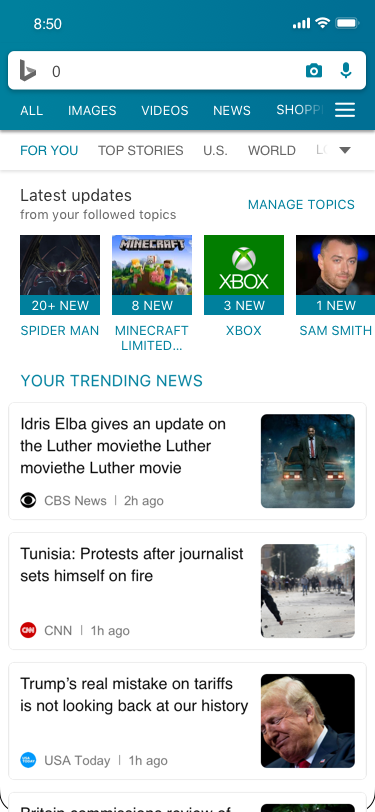 8:50
0
ALL IMAGES VIDEOS NEWS SHOPP
FOR YOU TOP STORIES U.S. WORLD
Latest updates
from your followed topics
MANAGE TOPICS
MINECRAFT
XBOX
20+ NEW 8 NEW 3 NEW 1 NEW
SPIDER MAN MINECRAFT XBOX SAM SMITH
LIMITED...
YOUR TRENDING NEWS
Idris Elba gives an update on
the Luther moviethe Luther
moviethe Luther movie
CBS News | 2h ago
Tunisia: Protests after journalist
sets himself on fire
CNN CNN | 1h ago
Trump’s real mistake on tariffs
is not looking back at our history
USA Today | 1h ago
Britain commissions review of